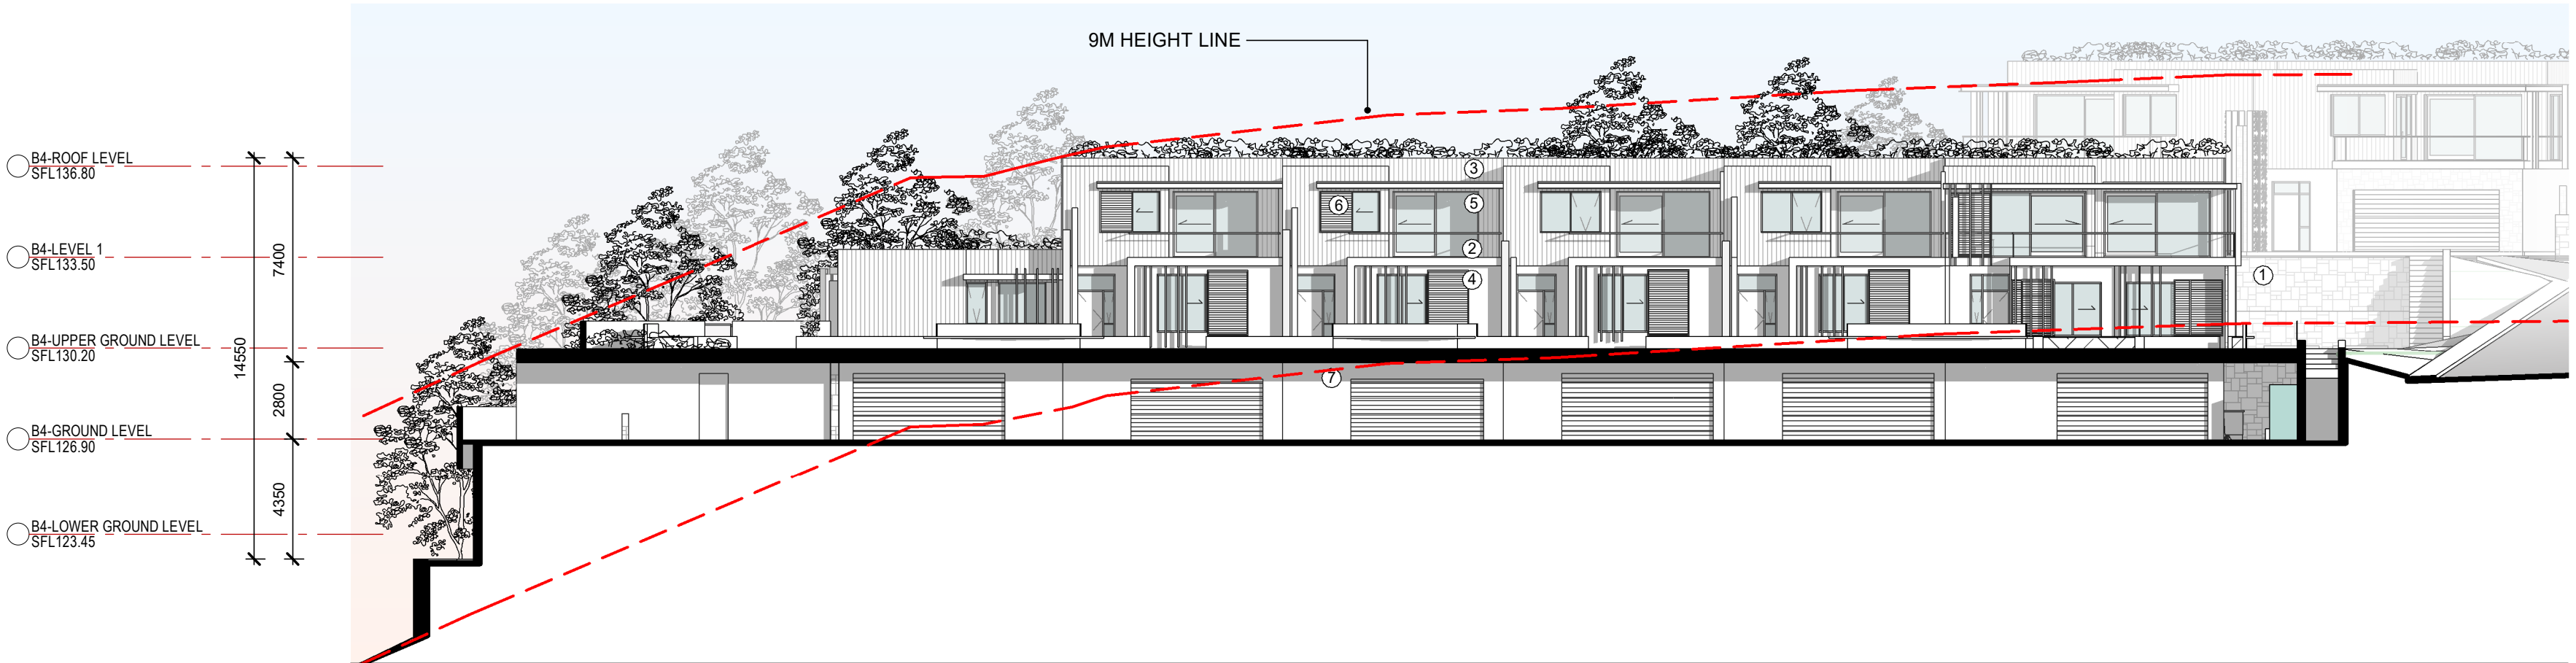 9M HEIGHT LINE
B4-ROOF LEVEL
SFL136.80
B4-LEVEL 1
SFL133.50
B4-UPPER GROUND LEVEL
SFL130.20
B4-GROUND LEVEL
SFL126.90
B4-LOWER GROUND LEVEL
SFL123.45
14550
7400
2800
4350
3
6
5
2
4
1
7